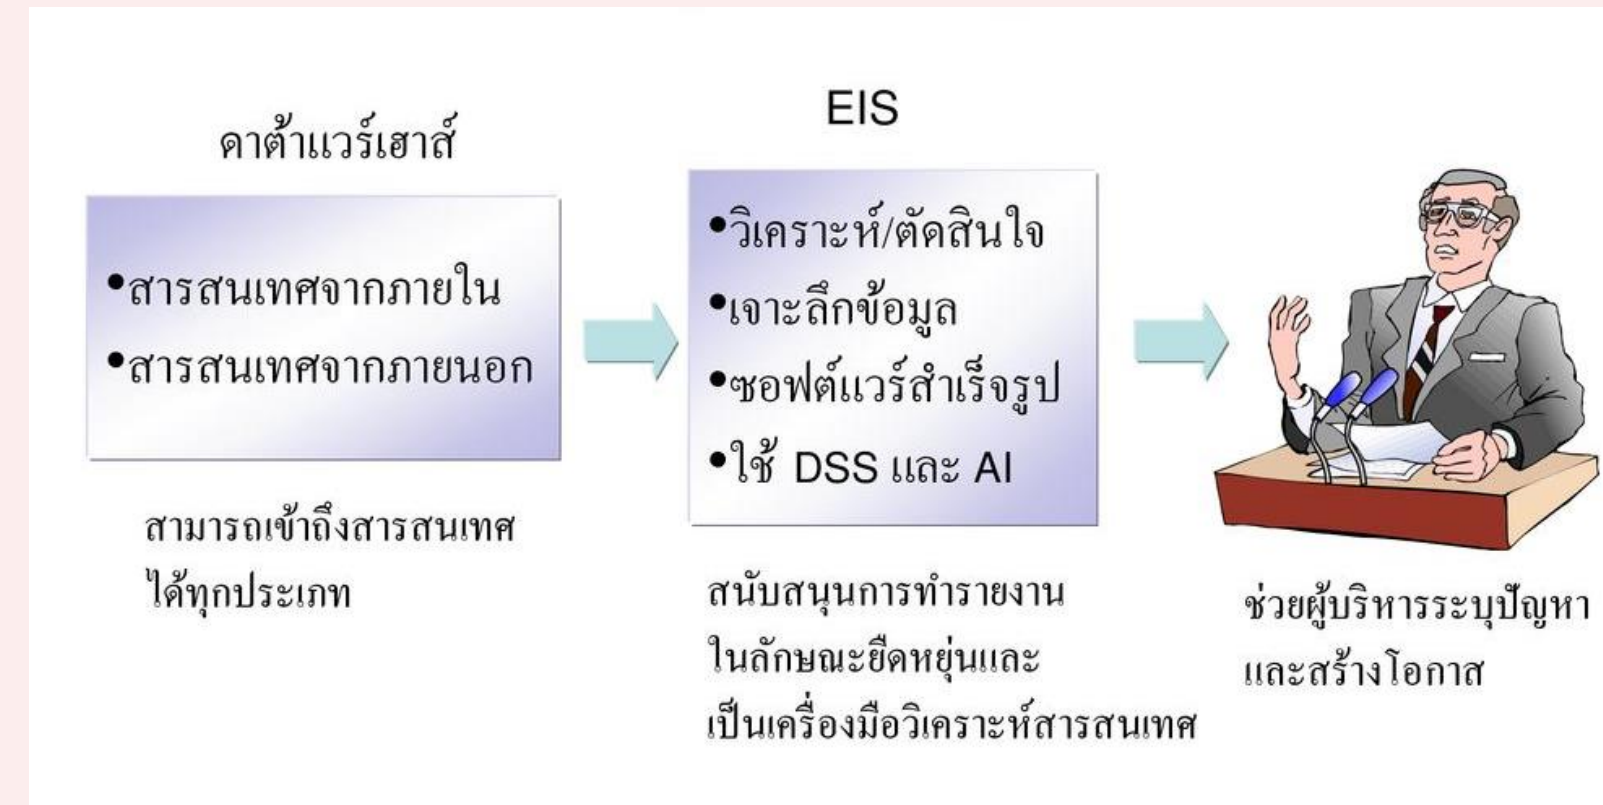 ดาต้าแวร์เฮาส์
•สารสนเทศจากภายใน
•สารสนเทศจากภายนอก
สามารถเข้าถึงสารสนเทศ
ได้ทุกประเภท
EIS
•วิเคราะห์/ตัดสินใจ
•เจาะลึกข้อมูล
•ซอฟต์แวร์สำเร็จรูป
•ใช้ DSS และ AI
สนับสนุนการทำรายงาน
ในลักษณะยืดหยุ่นและ
เป็นเครื่องมือวิเคราะห์สารสนเทศ
ช่วยผู้บริหารระบุปัญหา
และสร้างโอกาส